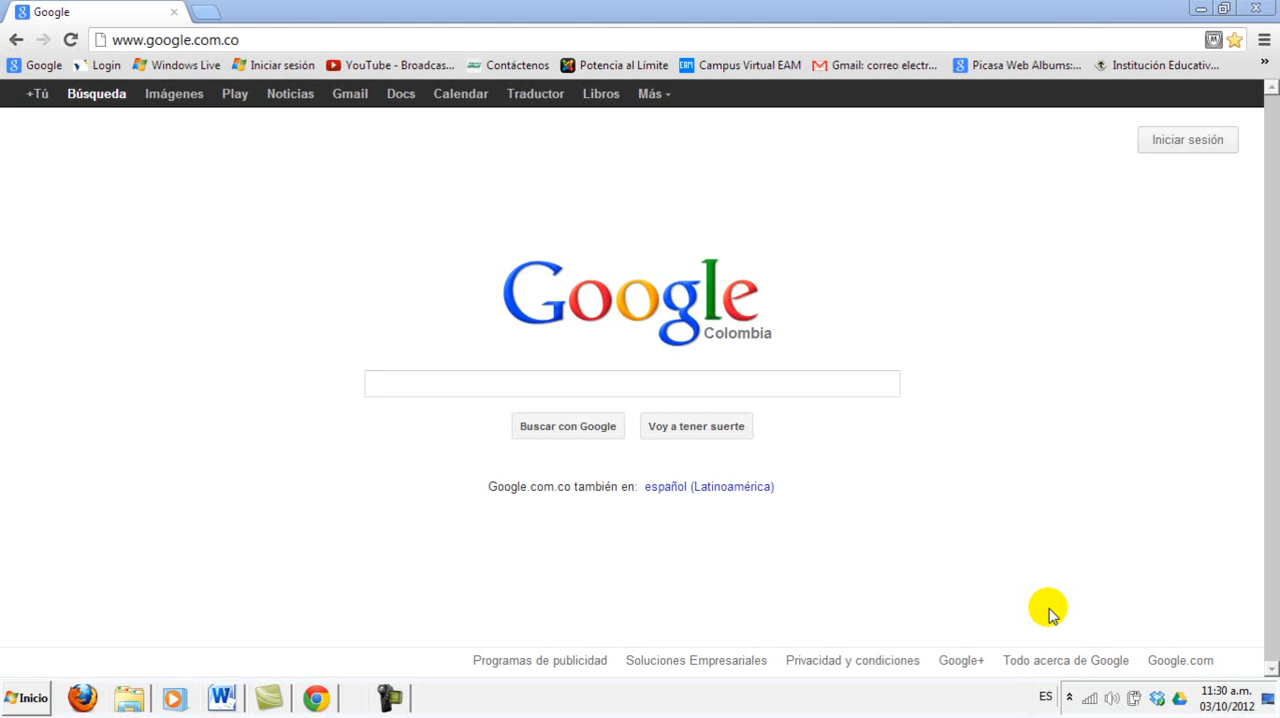 Google
www.google.com.co
Google Login Windows Live Iniciar sesión YouTube - Broadcas... Contáctenos Potencia al Límite EAM Campus Virtual EAM Gmail: correo electr... Picasa Web Albums:... Institución Educativ... »
+Tú Búsqueda Imágenes Play Noticias Gmail Docs Calendar Traductor Libros Más
Iniciar sesión
Google
Colombia
Buscar con Google Voy a tener suerte
Google.com.co también en: español (Latinoamérica)
Programas de publicidad Soluciones Empresariales Privacidad y condiciones Google+ Todo acerca de Google Google.com
Inicio ES 11:30 a.m.
03/10/2012